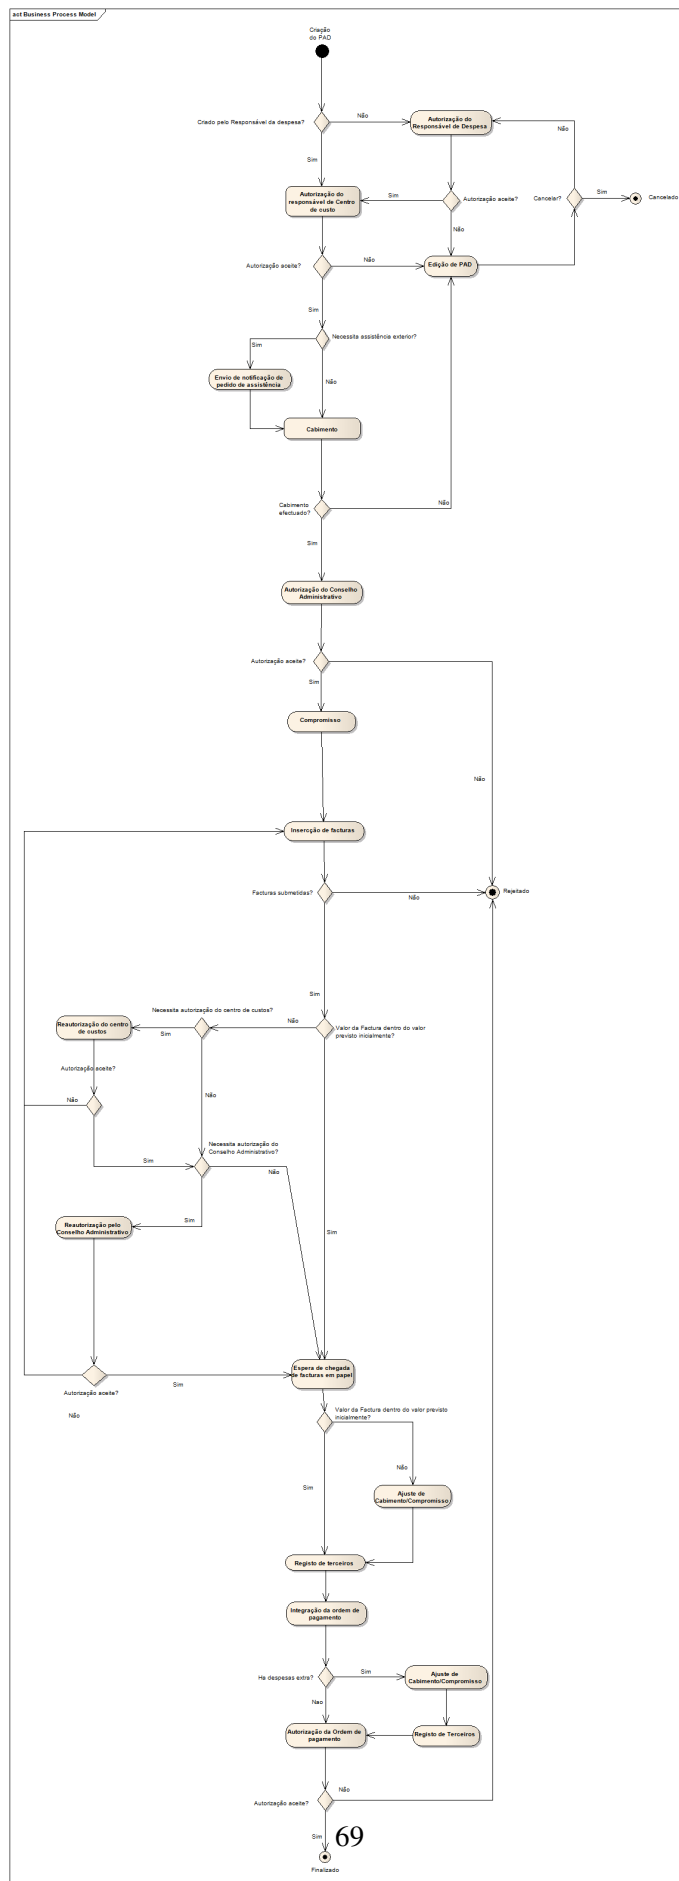 act Business Process Model
Criação
do PAD
Criado pelo Responsável da despesa?
Não
Autorização do
Responsável de Despesa
Não
Sim
Autorização do
responsável de Centro
de custo
Sim
Autorização aceite?
Cancelar?
Sim
Cancelado
Não
Autorização aceite?
Não
Edição de PAD
Sim
Necessita assistência exterior?
Sim
Envio de notificação de
pedido de assistência
Não
Cabimento
Cabimento
efectuado?
Não
Sim
Autorização do Conselho
Administrativo
Autorização aceite?
Sim
Compromisso
Não
Insercção de facturas
Facturas submetidas?
Não
Rejeitado
Sim
Necessita autorização do centro de custos?
Reautorização do centro
de custos
Sim
Não
Valor da Factura dentro do valor
previsto inicialmente?
Autorização aceite?
Não
Não
Necessita autorização do
Conselho Administrativo?
Sim
Não
Reautorização pelo
Conselho Administrativo
Sim
Sim
Espera de chegada
de facturas em papel
Sim
Autorização aceite?
Não
Valor da Factura dentro do valor previsto
inicialmente?
Não
Sim
Ajuste de
Cabimento/Compromisso
Registo de terceiros
Integração da ordem de
pagamento
Ha despesas extra?
Sim
Ajuste de
Cabimento/Compromisso
Nao
Autorização da Ordem de
pagamento
Registo de Terceiros
Não
Autorização aceite?
Sim
69
Finalizado